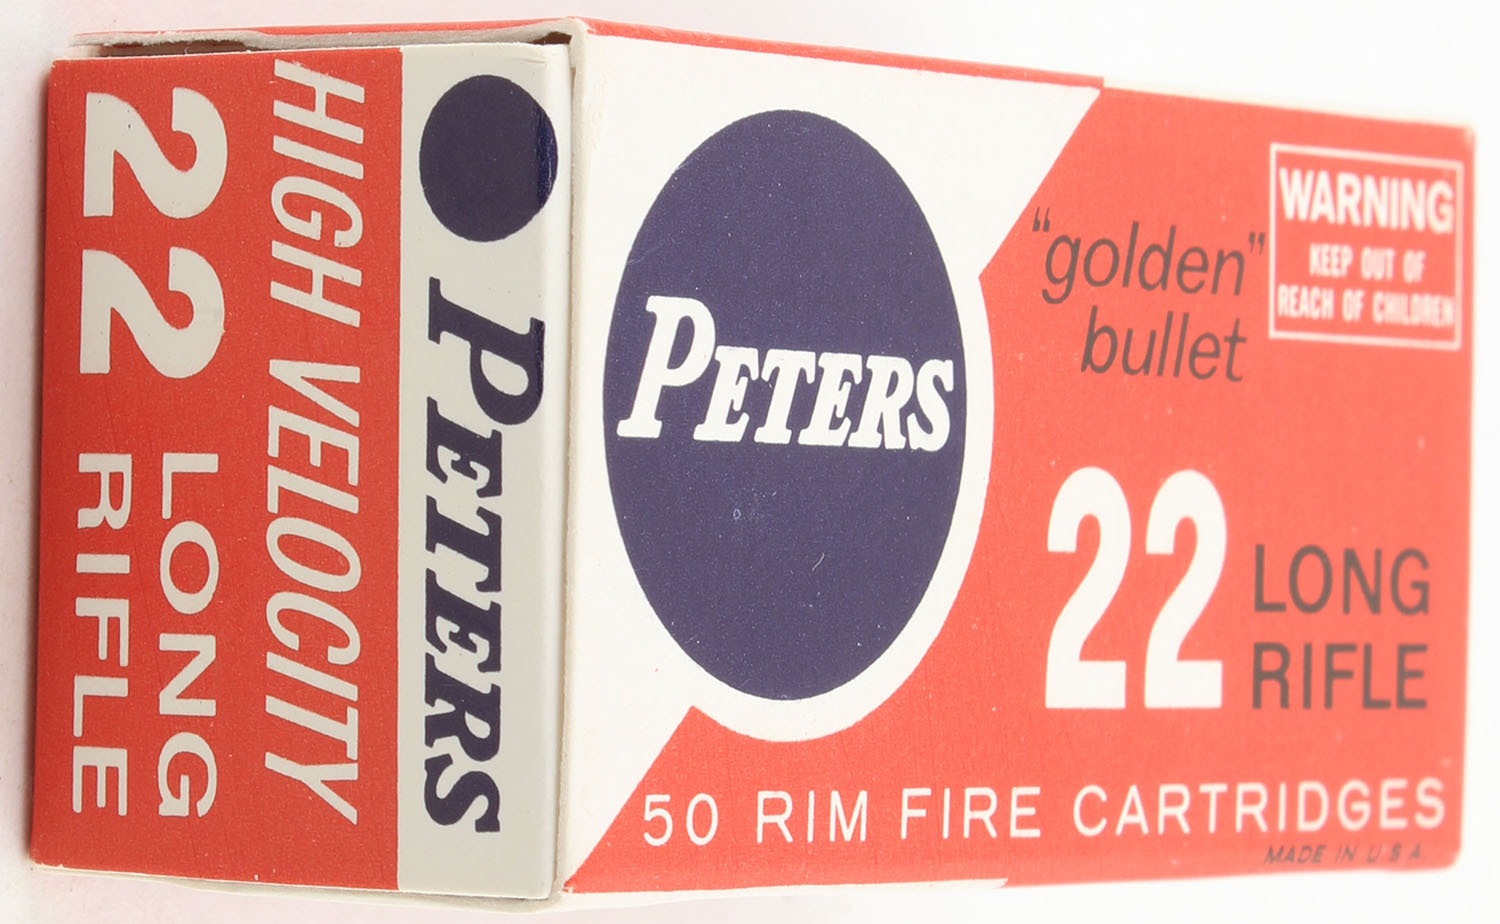 22 LONG
22 RIFLE
HIGH VELOCITY
PETERS
PETERS
"golden"
bullet
WARNING
KEEP OUT OF
REACH OF CHILDREN
22 LONG
RIFLE
50 RIM FIRE CARTRIDGES
MADE IN U S A.